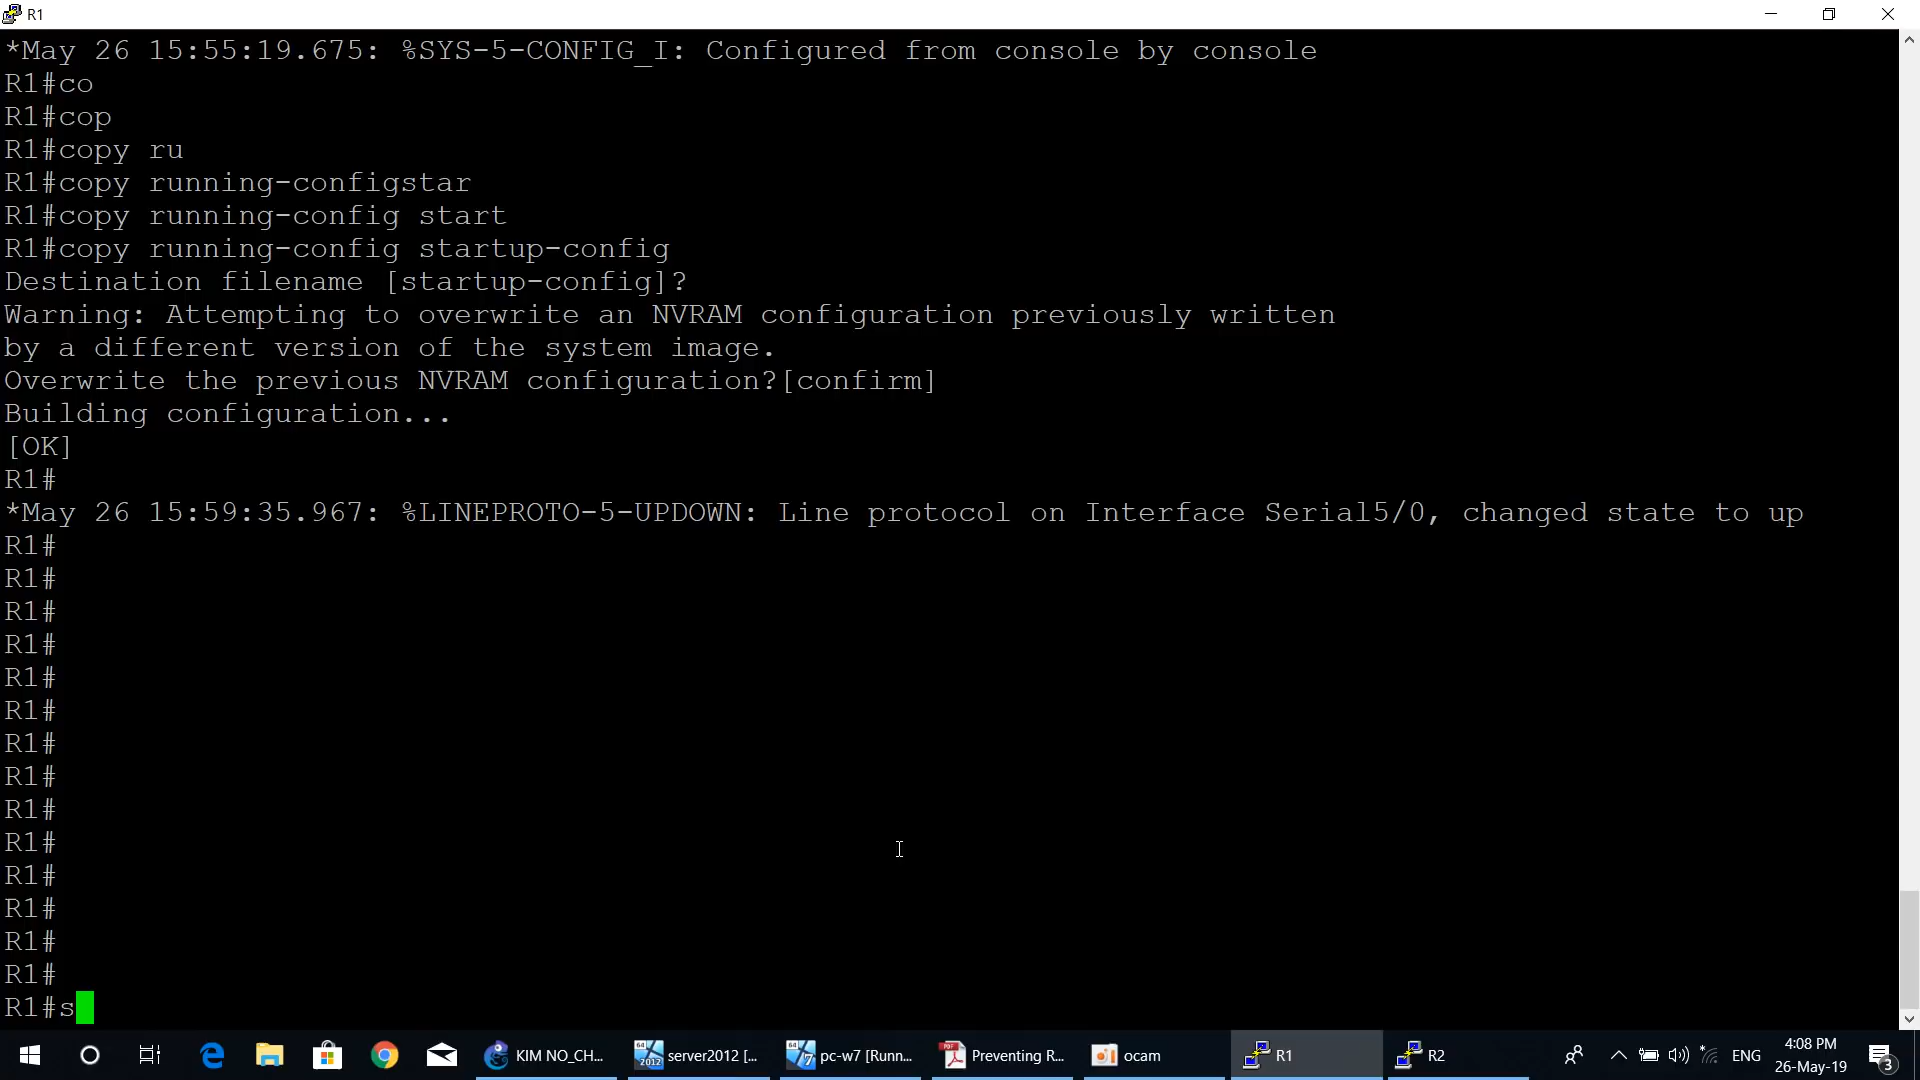 R1
*May 26 15:55:19.675: %SYS-5-CONFIG_I: Configured from console by console
R1#co
R1#cop
R1#copy ru
R1#copy running-configstar
R1#copy running-config start
R1#copy running-config startup-config
Destination filename [startup-config]?
Warning: Attempting to overwrite an NVRAM configuration previously written
by a different version of the system image.
Overwrite the previous NVRAM configuration?[confirm]
Building configuration...
[OK]
R1#
*May 26 15:59:35.967: %LINEPROTO-5-UPDOWN: Line protocol on Interface Serial5/0, changed state to up
R1#
R1#
R1#
R1#
R1#
R1#
R1#
R1#
R1#
R1#
R1#
R1#
R1#
R1#
R1#s
KIM NO_CH...
64 2012 server2012 [...
64 7 pc-w7 [Runn...
PDF Preventing R...
ocam
R1
R2
ENG
4:08 PM
26-May-19
3